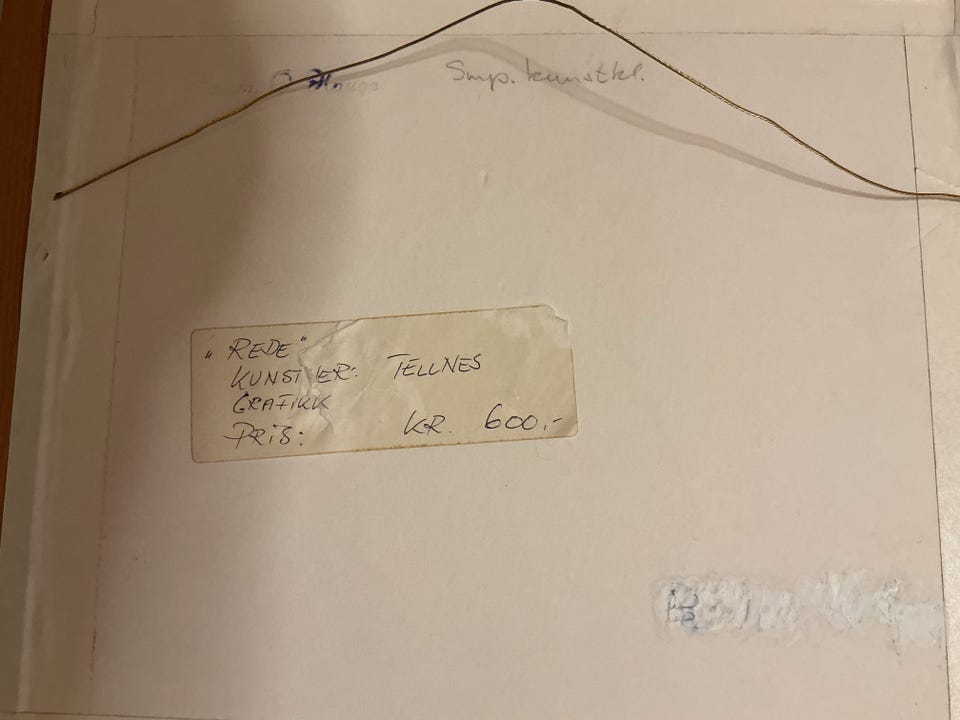 Smp. kunstkl.
"REDE"
KUNSTNER: TELLNES
GRAFIKK
PRIS: KR. 600.-